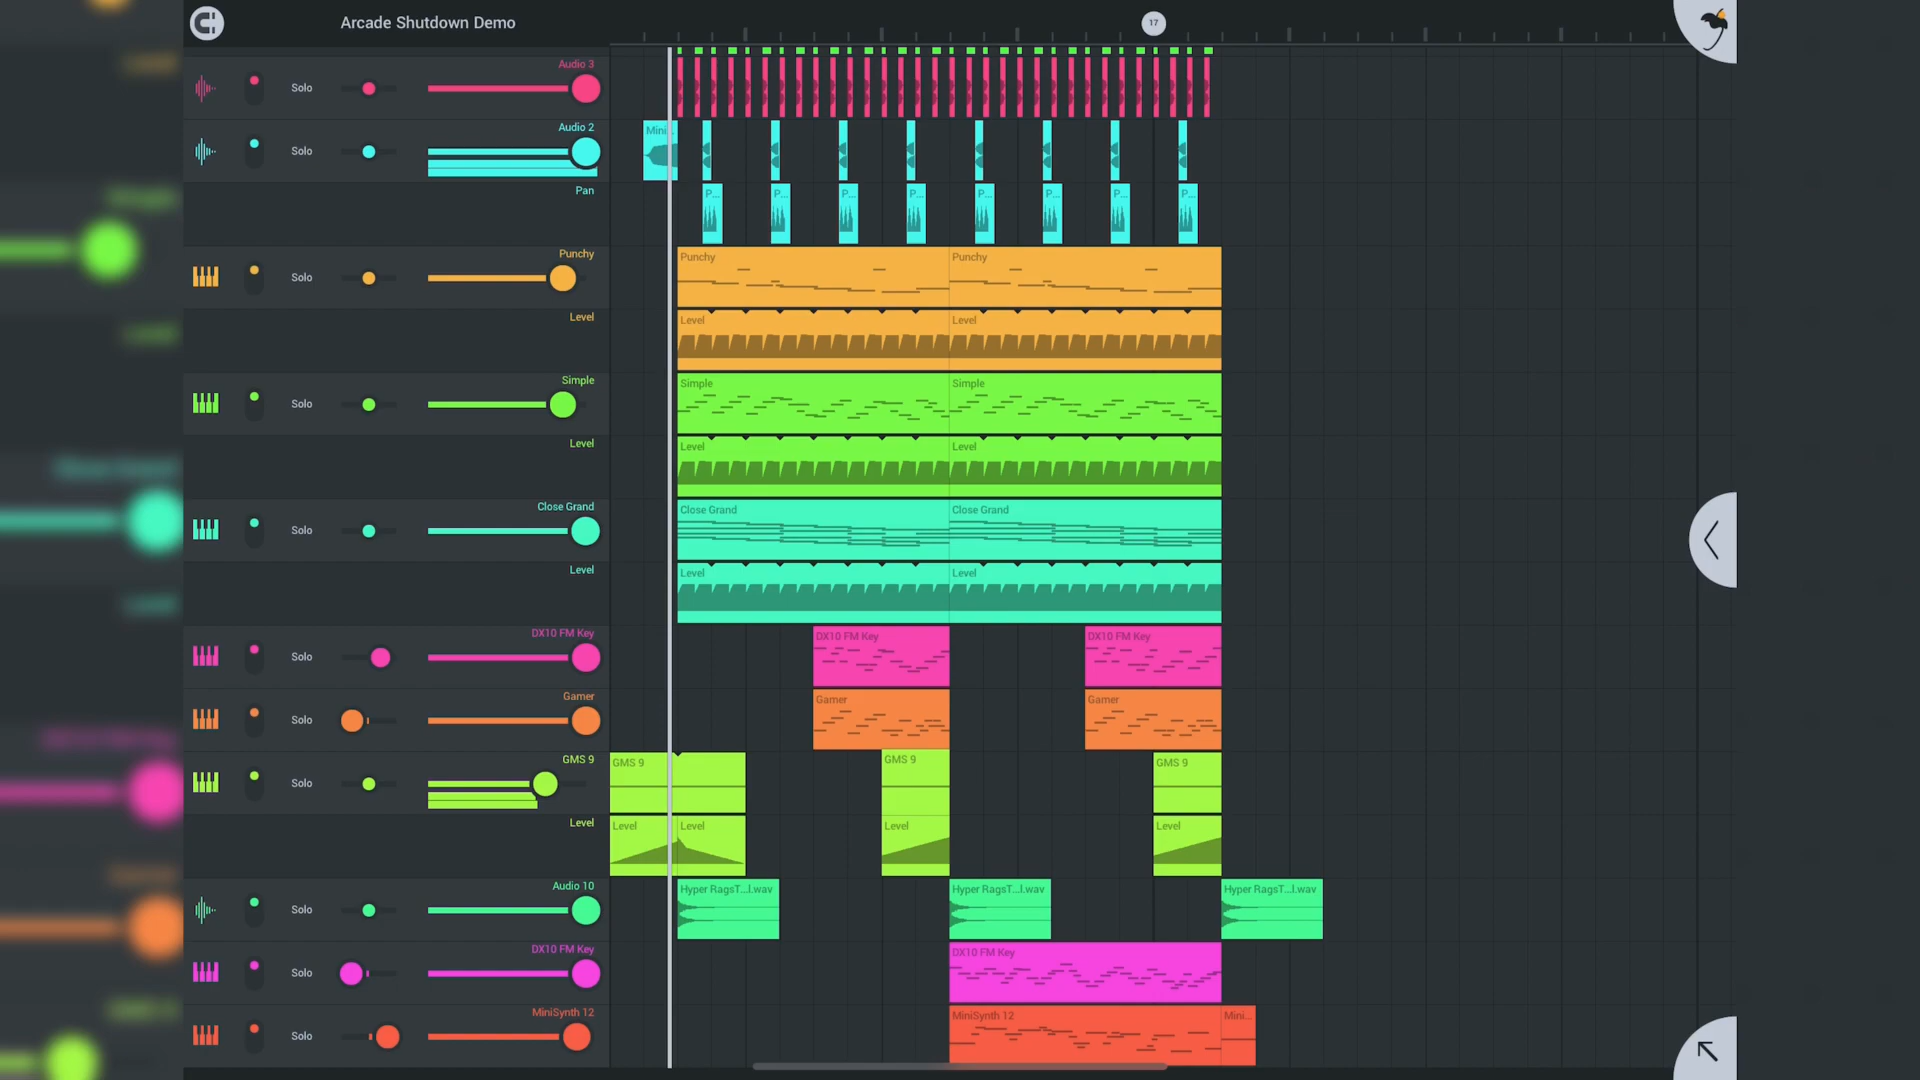 Arcade Shutdown Demo
17
Audio 3
Solo
Audio 2
Solo
Mini...
Pan
P... P... P... P... P... P... P... P...
Punchy
Solo
Punchy Punchy
Level
Level Level
Simple
Solo
Simple Simple
Level
Level Level
Close Grand
Solo
Close Grand Close Grand
Level
Level Level
DX10 FM Key
Solo
DX10 FM Key DX10 FM Key
Gamer
Solo
Gamer Gamer
GMS 9
Solo
GMS 9 GMS 9 GMS 9
Level
Level Level Level Level
Audio 10
Solo
Hyper RagsT...l.wav Hyper RagsT...l.wav Hyper RagsT...l.wav
DX10 FM Key
Solo
DX10 FM Key
MiniSynth 12
Solo
MiniSynth 12 Mini...